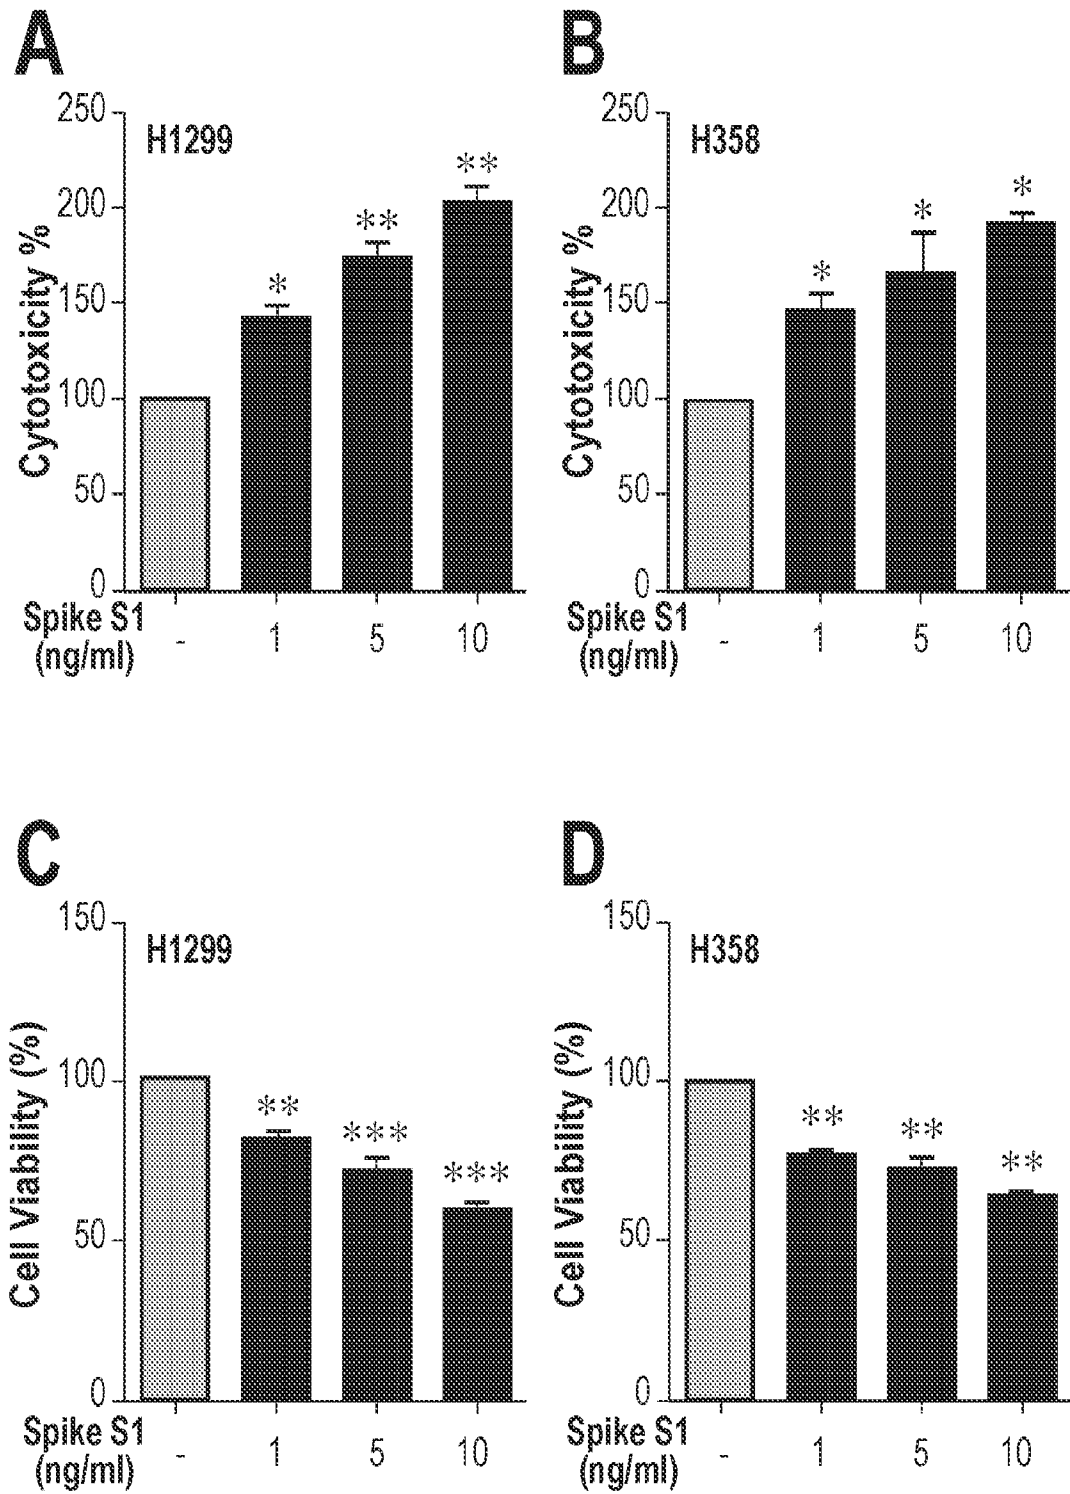 A
250
200
150
100
50
0
Cytotoxicity %
H1299
*
**
**
Spike S1
(ng/ml)
- 1 5 10
B
250
200
150
100
50
0
Cytotoxicity %
H358
*
*
*
Spike S1
(ng/ml)
- 1 5 10
C
150
100
50
0
Cell Viability (%)
H1299
**
***
***
Spike S1
(ng/ml)
- 1 5 10
D
150
100
50
0
Cell Viability (%)
H358
**
**
**
Spike S1
(ng/ml)
- 1 5 10